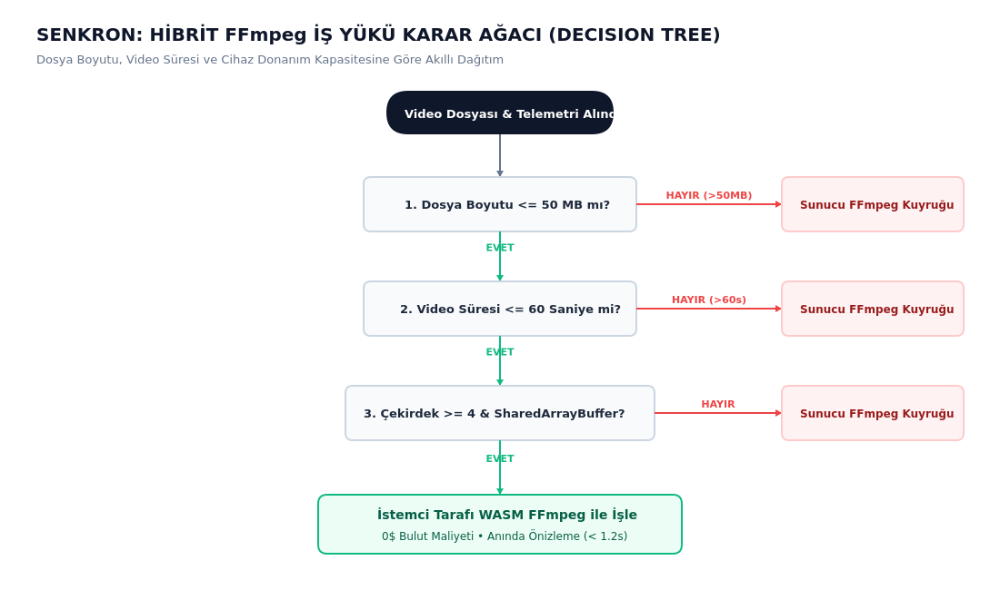 SENKRON: HİBRİT FFmpeg İŞ YÜKÜ KARAR AĞACI (DECISION TREE)
Dosya Boyutu, Video Süresi ve Cihaz Donanım Kapasitesine Göre Akıllı Dağıtım
Video Dosyası & Telemetri Alınd
1. Dosya Boyutu <= 50 MB mı?
HAYIR (>50MB)
Sunucu FFmpeg Kuyruğu
EVET
2. Video Süresi <= 60 Saniye mi?
HAYIR (>60s)
Sunucu FFmpeg Kuyruğu
EVET
3. Çekirdek >= 4 & SharedArrayBuffer?
HAYIR
Sunucu FFmpeg Kuyruğu
EVET
İstemci Tarafı WASM FFmpeg ile İşle
0$ Bulut Maliyeti • Anında Önizleme (< 1.2s)